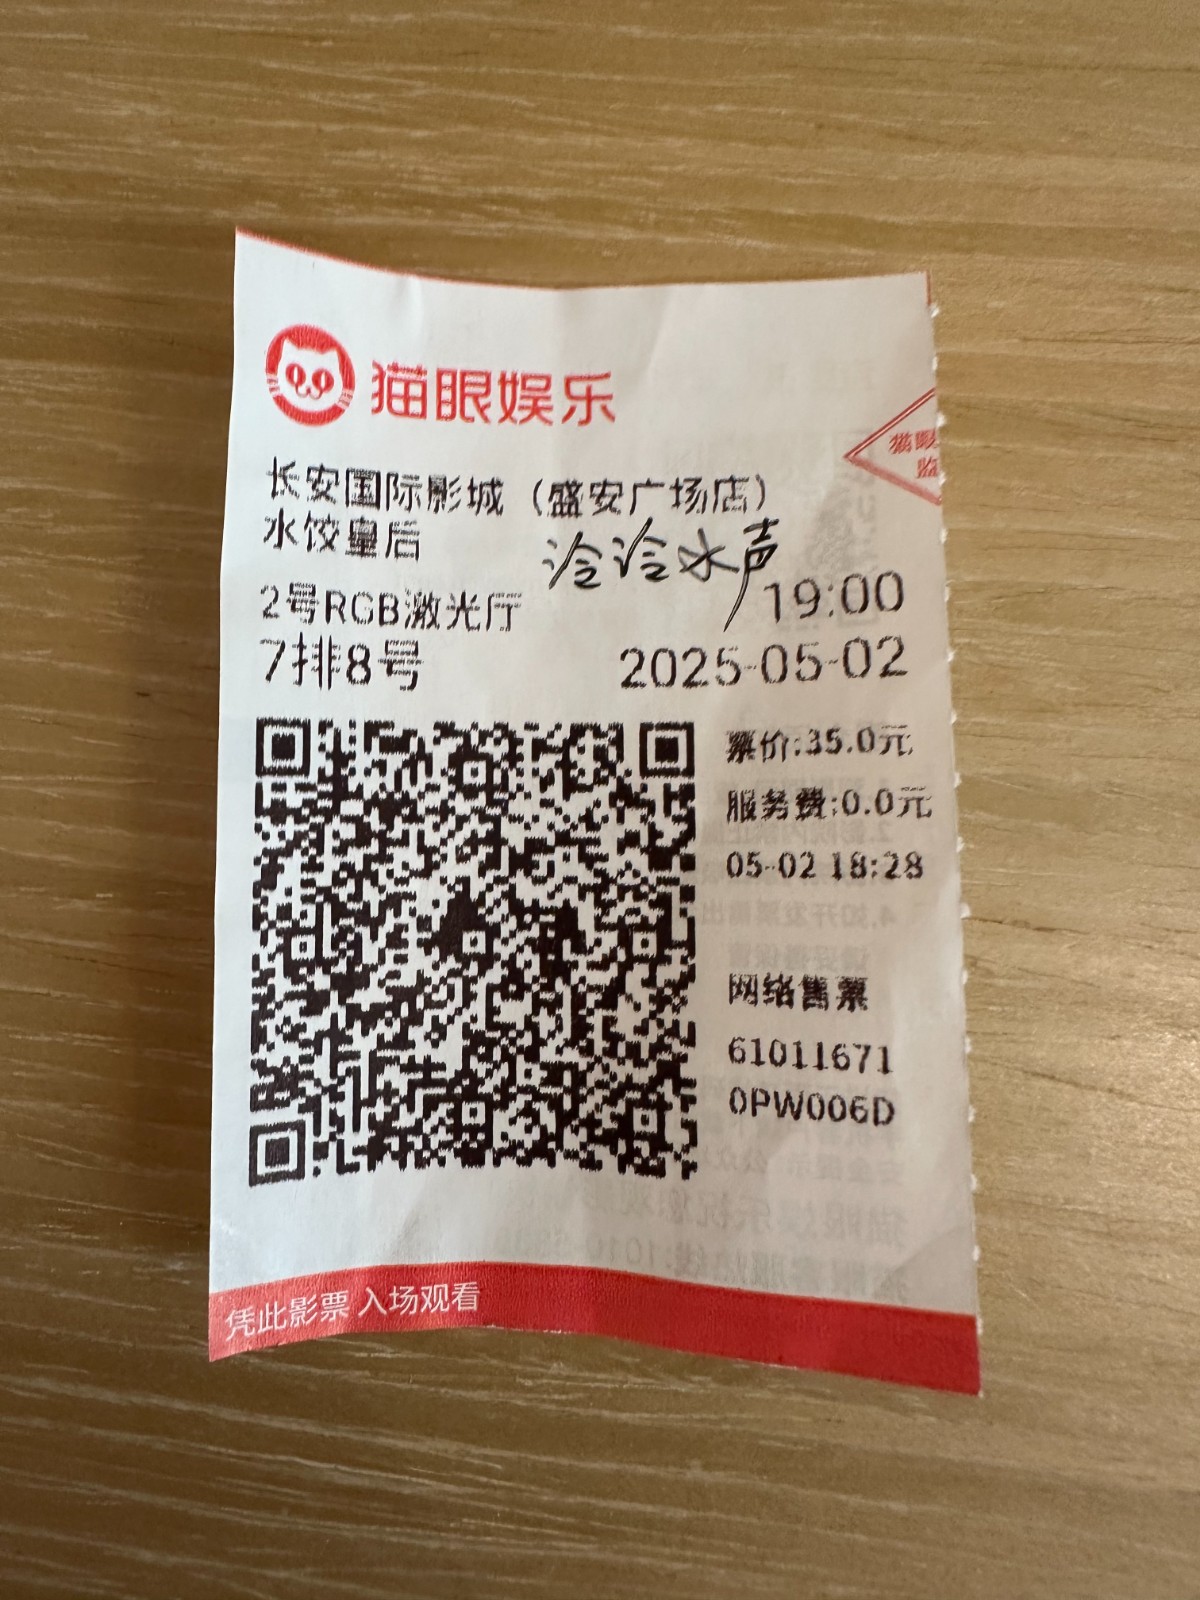 猫眼娱乐
猫眼
监
长安国际影城（盛安广场店）
水饺皇后
泠泠水声
2号RGB激光厅
19:00
7排8号
2025-05-02
票价:35.0元
服务费:0.0元
05-02 18:28
网络售票
61011671
0PW006D
凭此影票 入场观看